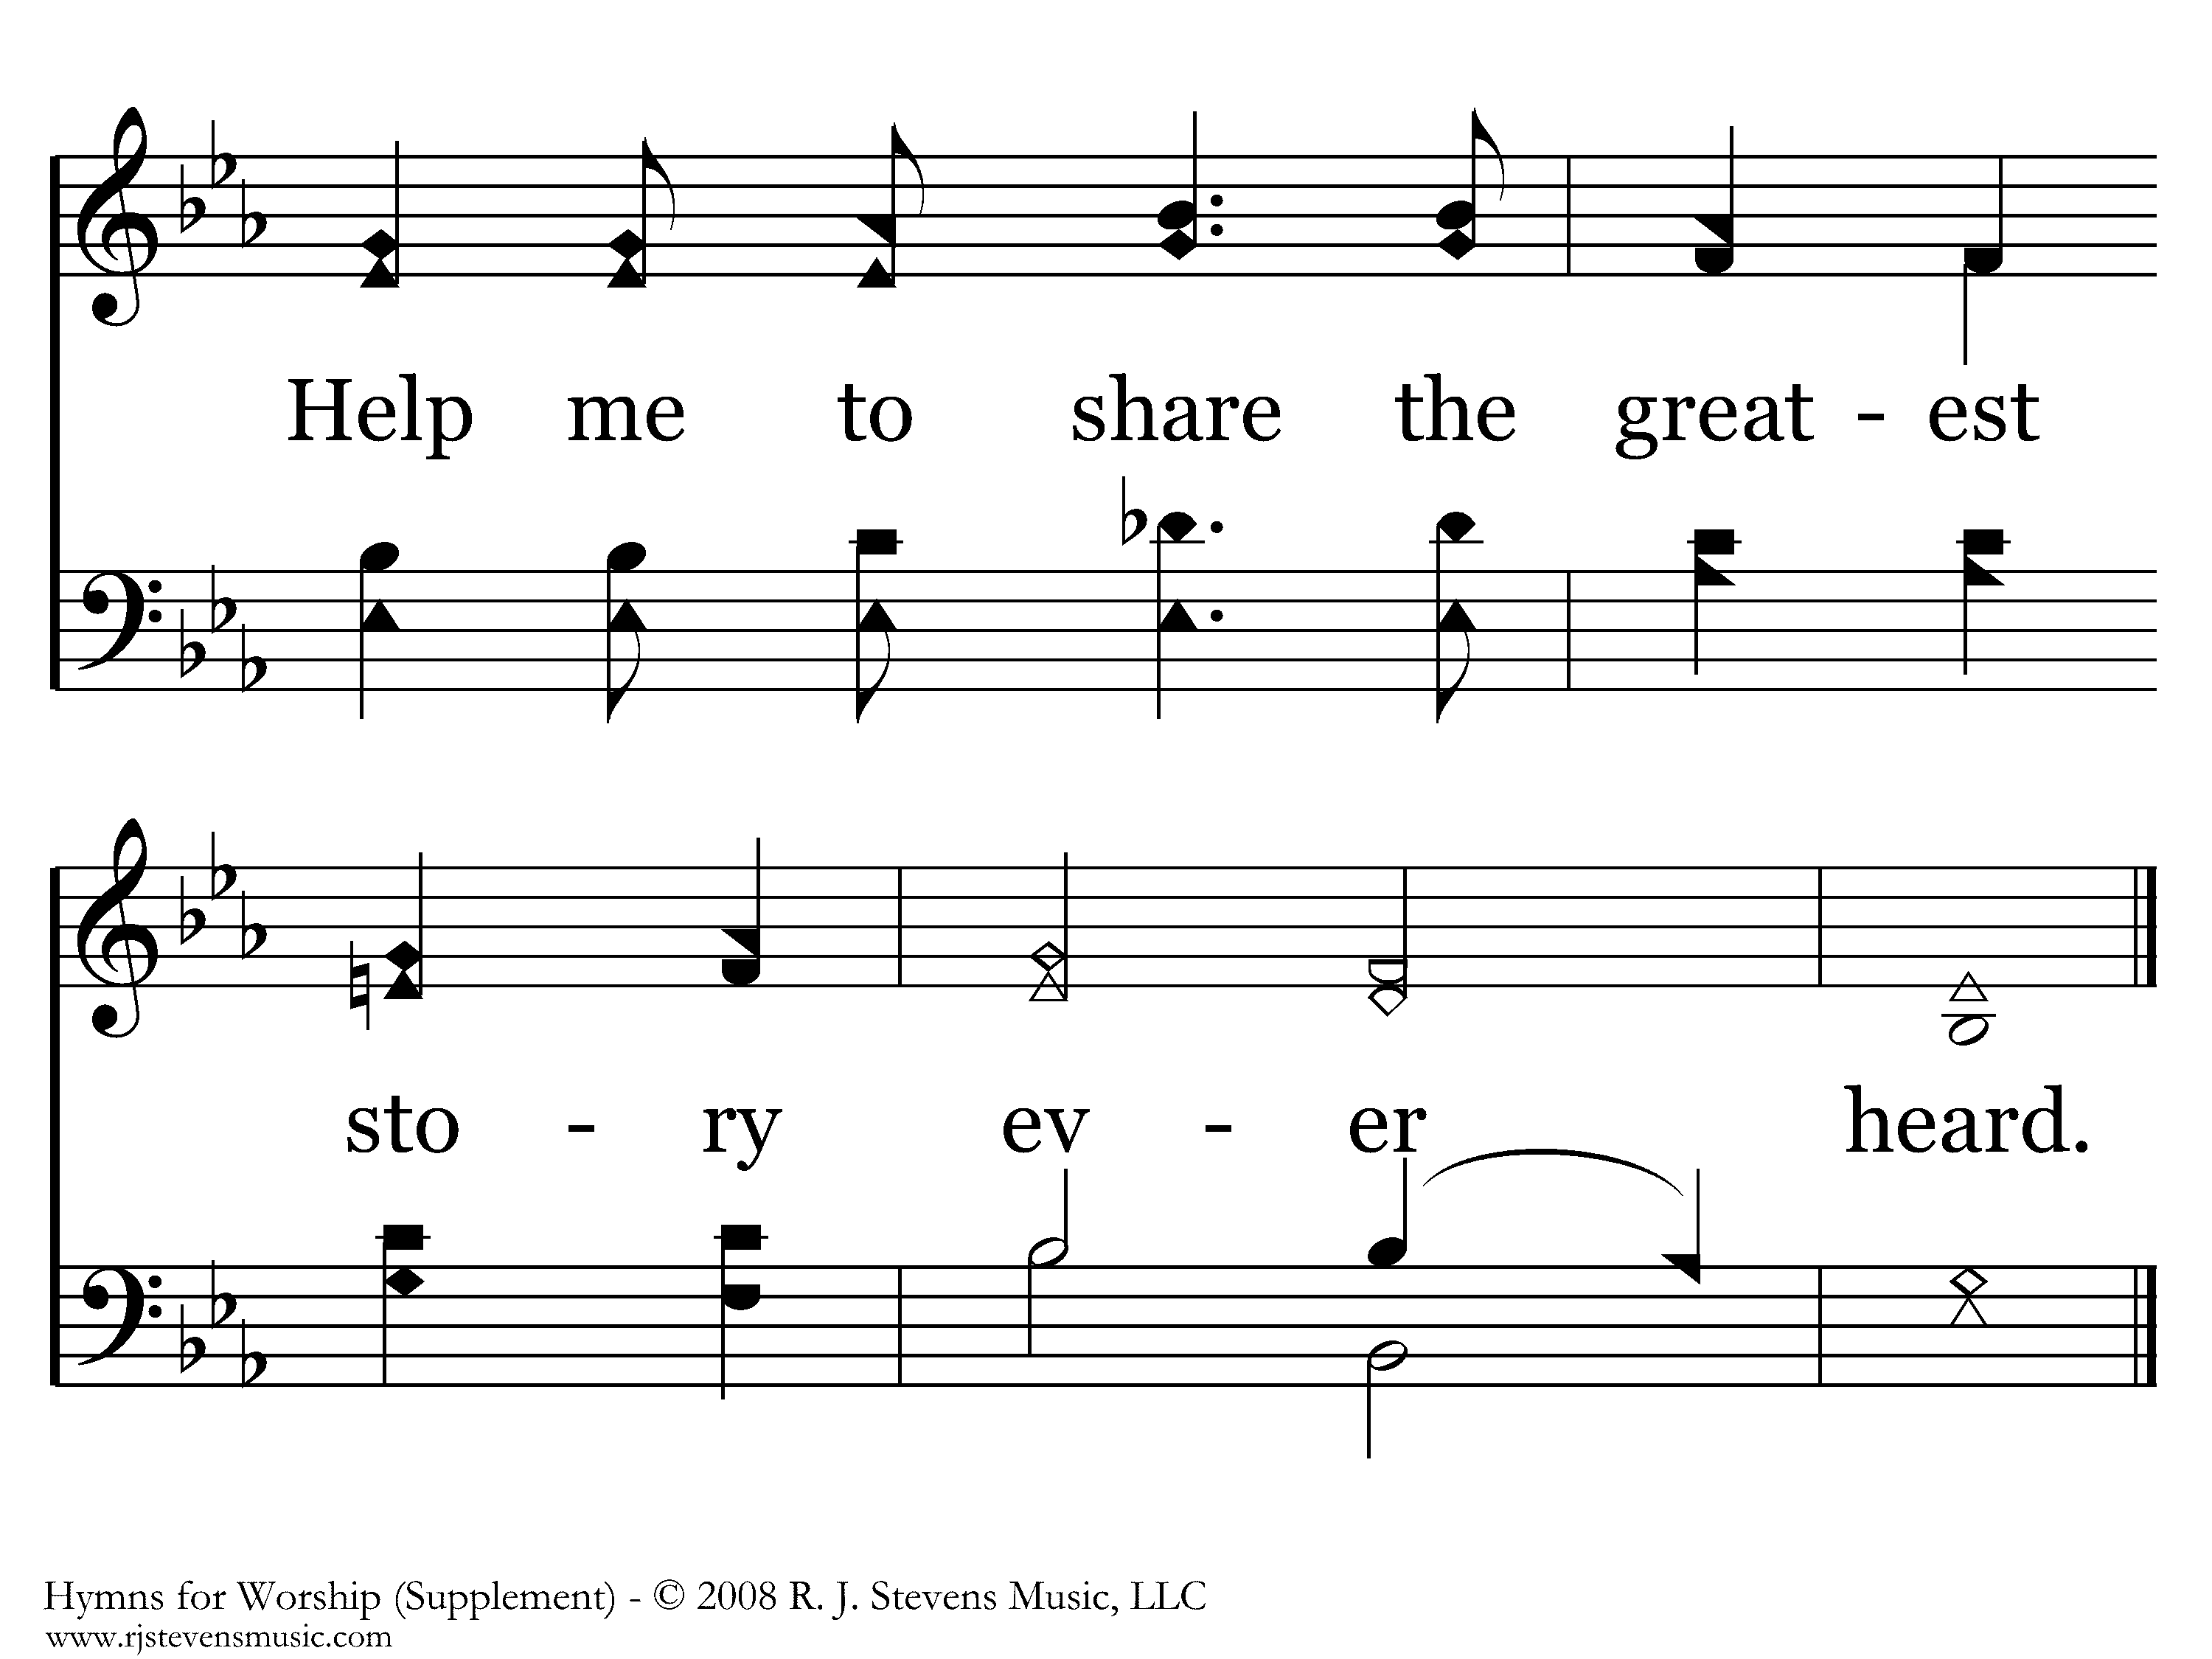 Help me to share the great - est
sto - ry ev - er heard.
Hymns for Worship (Supplement) - © 2008 R. J. Stevens Music, LLC
www.rjstevensmusic.com